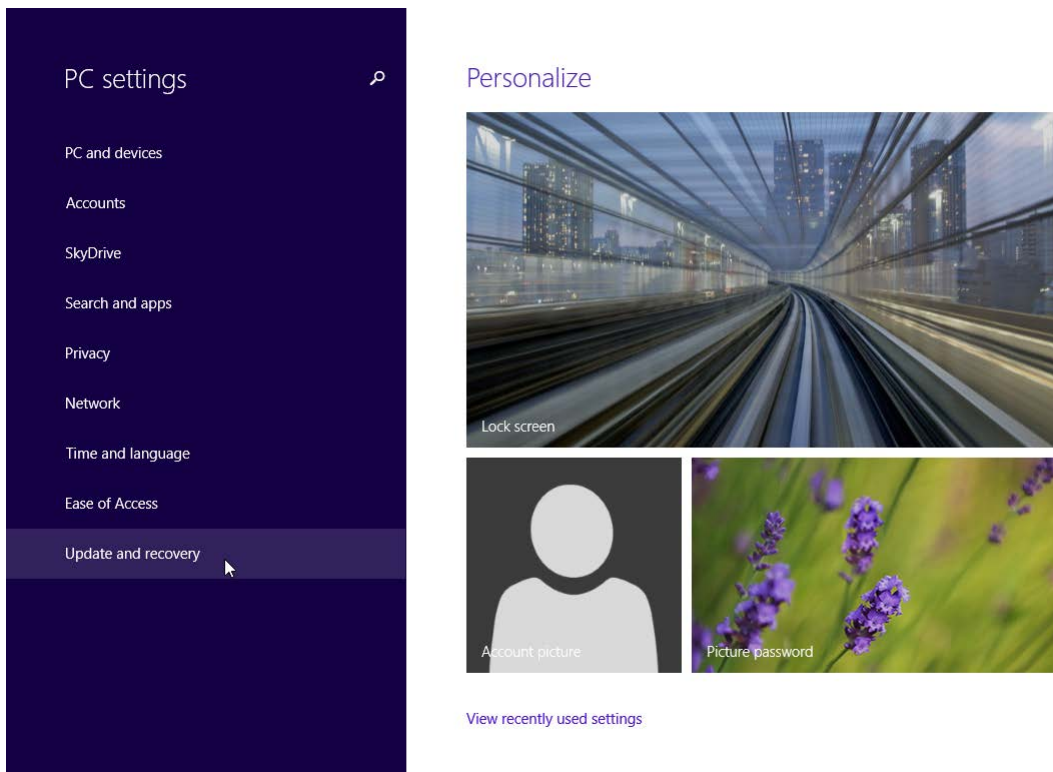 PC settings
PC and devices
Accounts
SkyDrive
Search and apps
Privacy
Network
Time and language
Ease of Access
Update and recovery
Personalize
Lock screen
Account picture
Picture password
View recently used settings